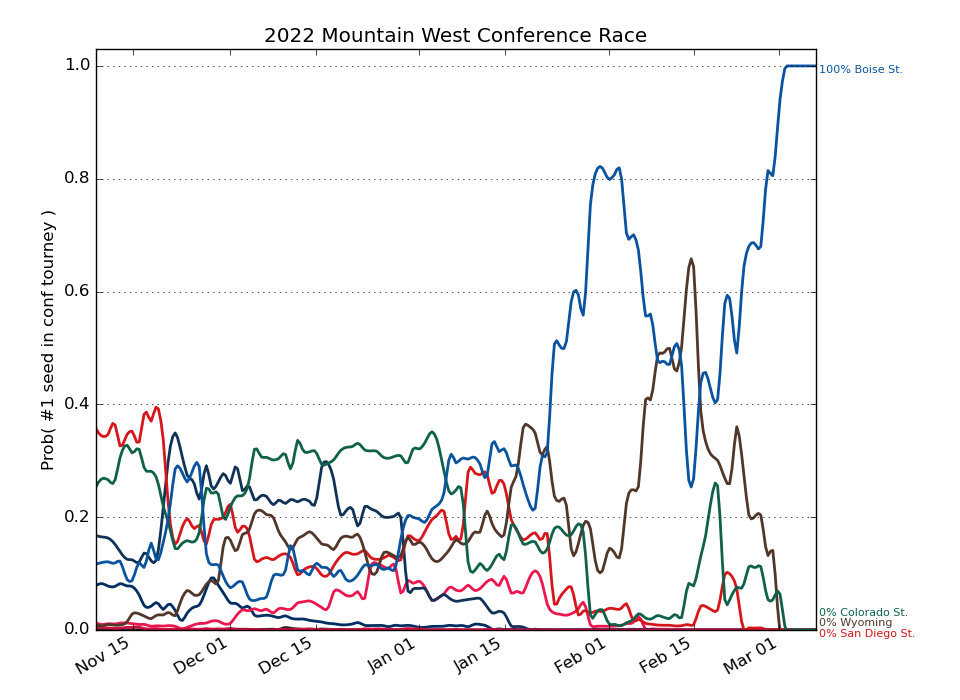 2022 Mountain West Conference Race
Prob( #1 seed in conf tourney )
1.0
0.8
0.6
0.4
0.2
0.0
Nov 15
Dec 01
Dec 15
Jan 01
Jan 15
Feb 01
Feb 15
Mar 01
100% Boise St.
0% Colorado St.
0% Wyoming
0% San Diego St.